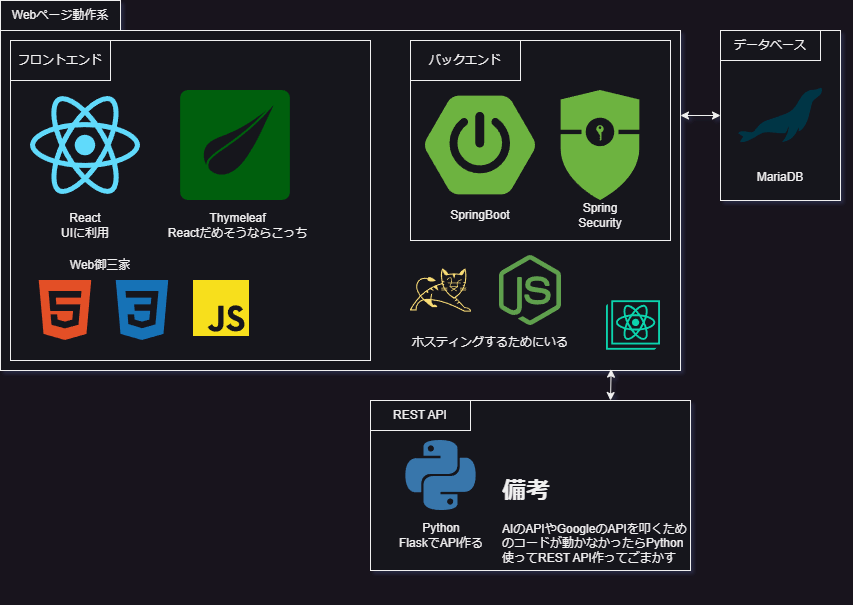 Webページ動作系
フロントエンド
React
UIに利用
Thymeleaf
Reactだめそうならこっち
Web御三家
5
3
JS
バックエンド
SpringBoot
Spring
Security
JS
ホスティングするためにいる
データベース
MariaDB
REST API
Python
FlaskでAPI作る
備考
AIのAPIやGoogleのAPIを叩くため
のコードが動かなかったらPython
使ってREST API作ってごまかす